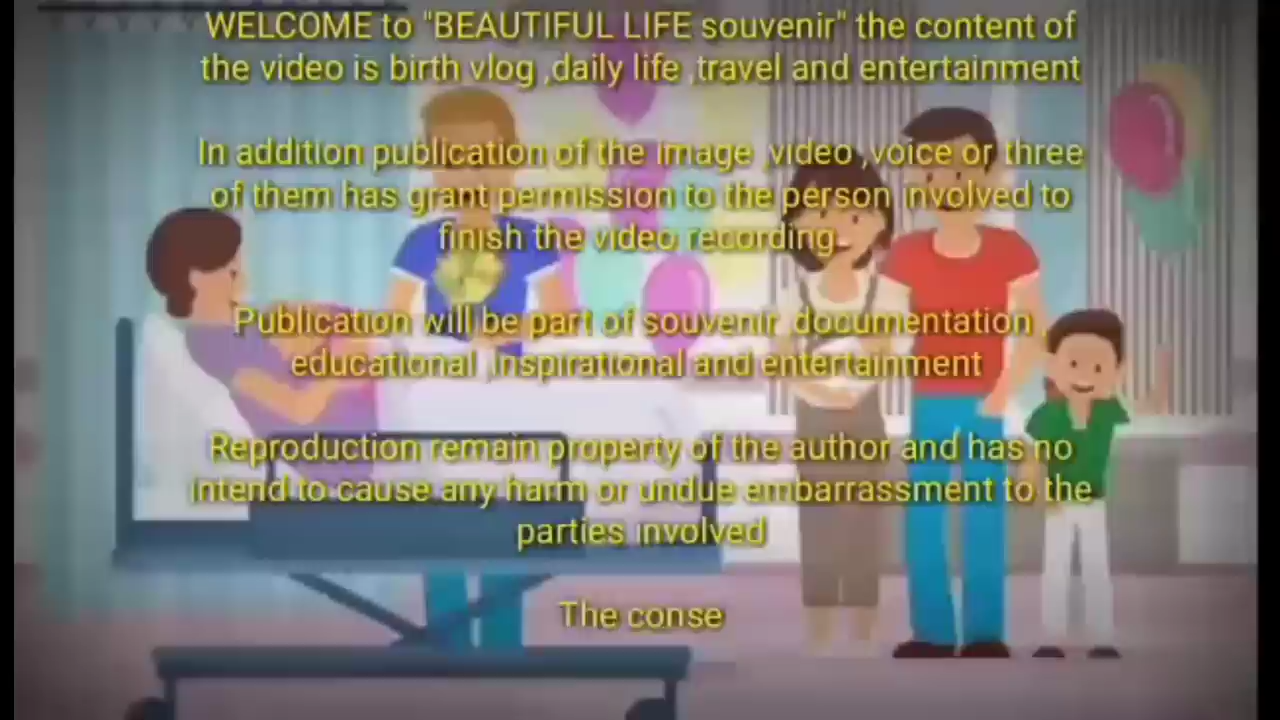 WELCOME to "BEAUTIFUL LIFE souvenir" the content of
the video is birth vlog ,daily life ,travel and entertainment
In addition publication of the image ,video ,voice or three
of them has grant permission to the person involved to
finish the video recording
Publication will be part of souvenir ,documentation ,
educational ,inspirational and entertainment
Reproduction remain property of the author and has no
intend to cause any harm or undue embarrassment to the
parties involved
The conse